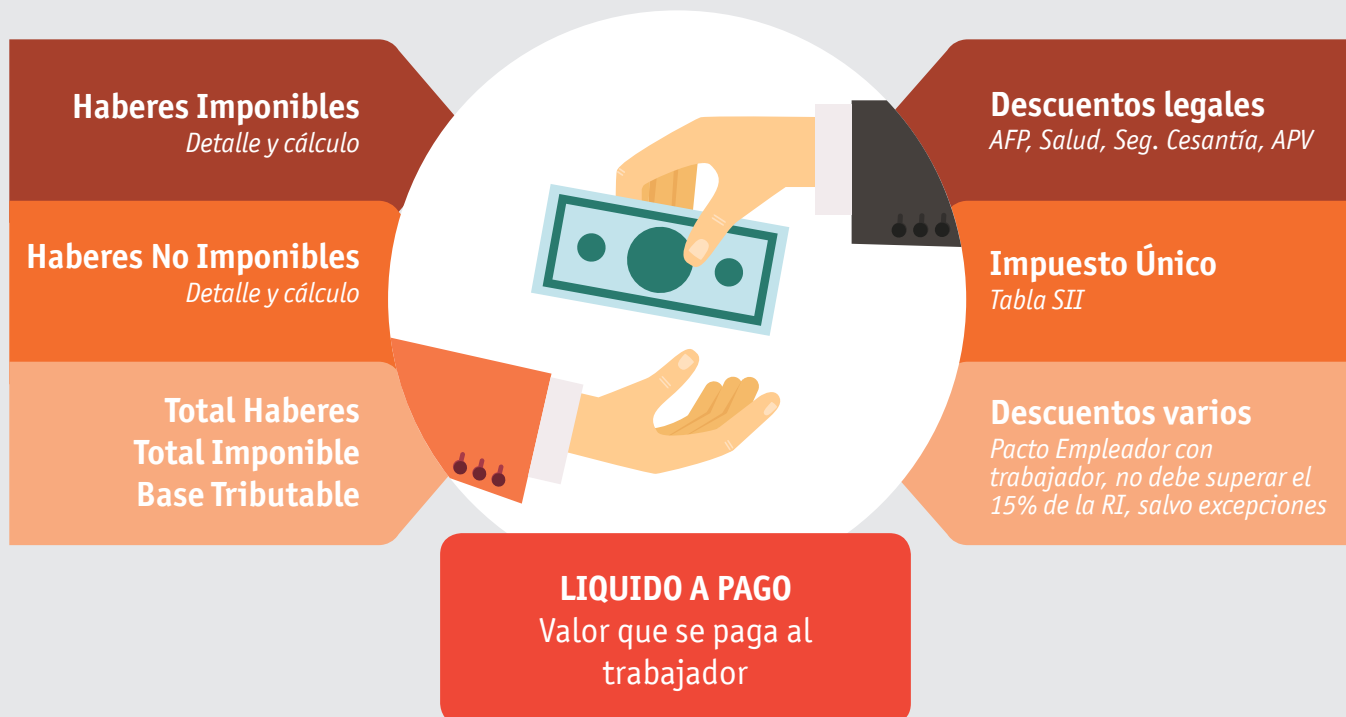 Haberes Imponibles
Detalle y cálculo
Haberes No Imponibles
Detalle y cálculo
Total Haberes
Total Imponible
Base Tributable
Descuentos legales
AFP, Salud, Seg. Cesantía, APV
Impuesto Único
Tabla SII
Descuentos varios
Pacto Empleador con
trabajador, no debe superar el
15% de la RI, salvo excepciones
LIQUIDO A PAGO
Valor que se paga al
trabajador